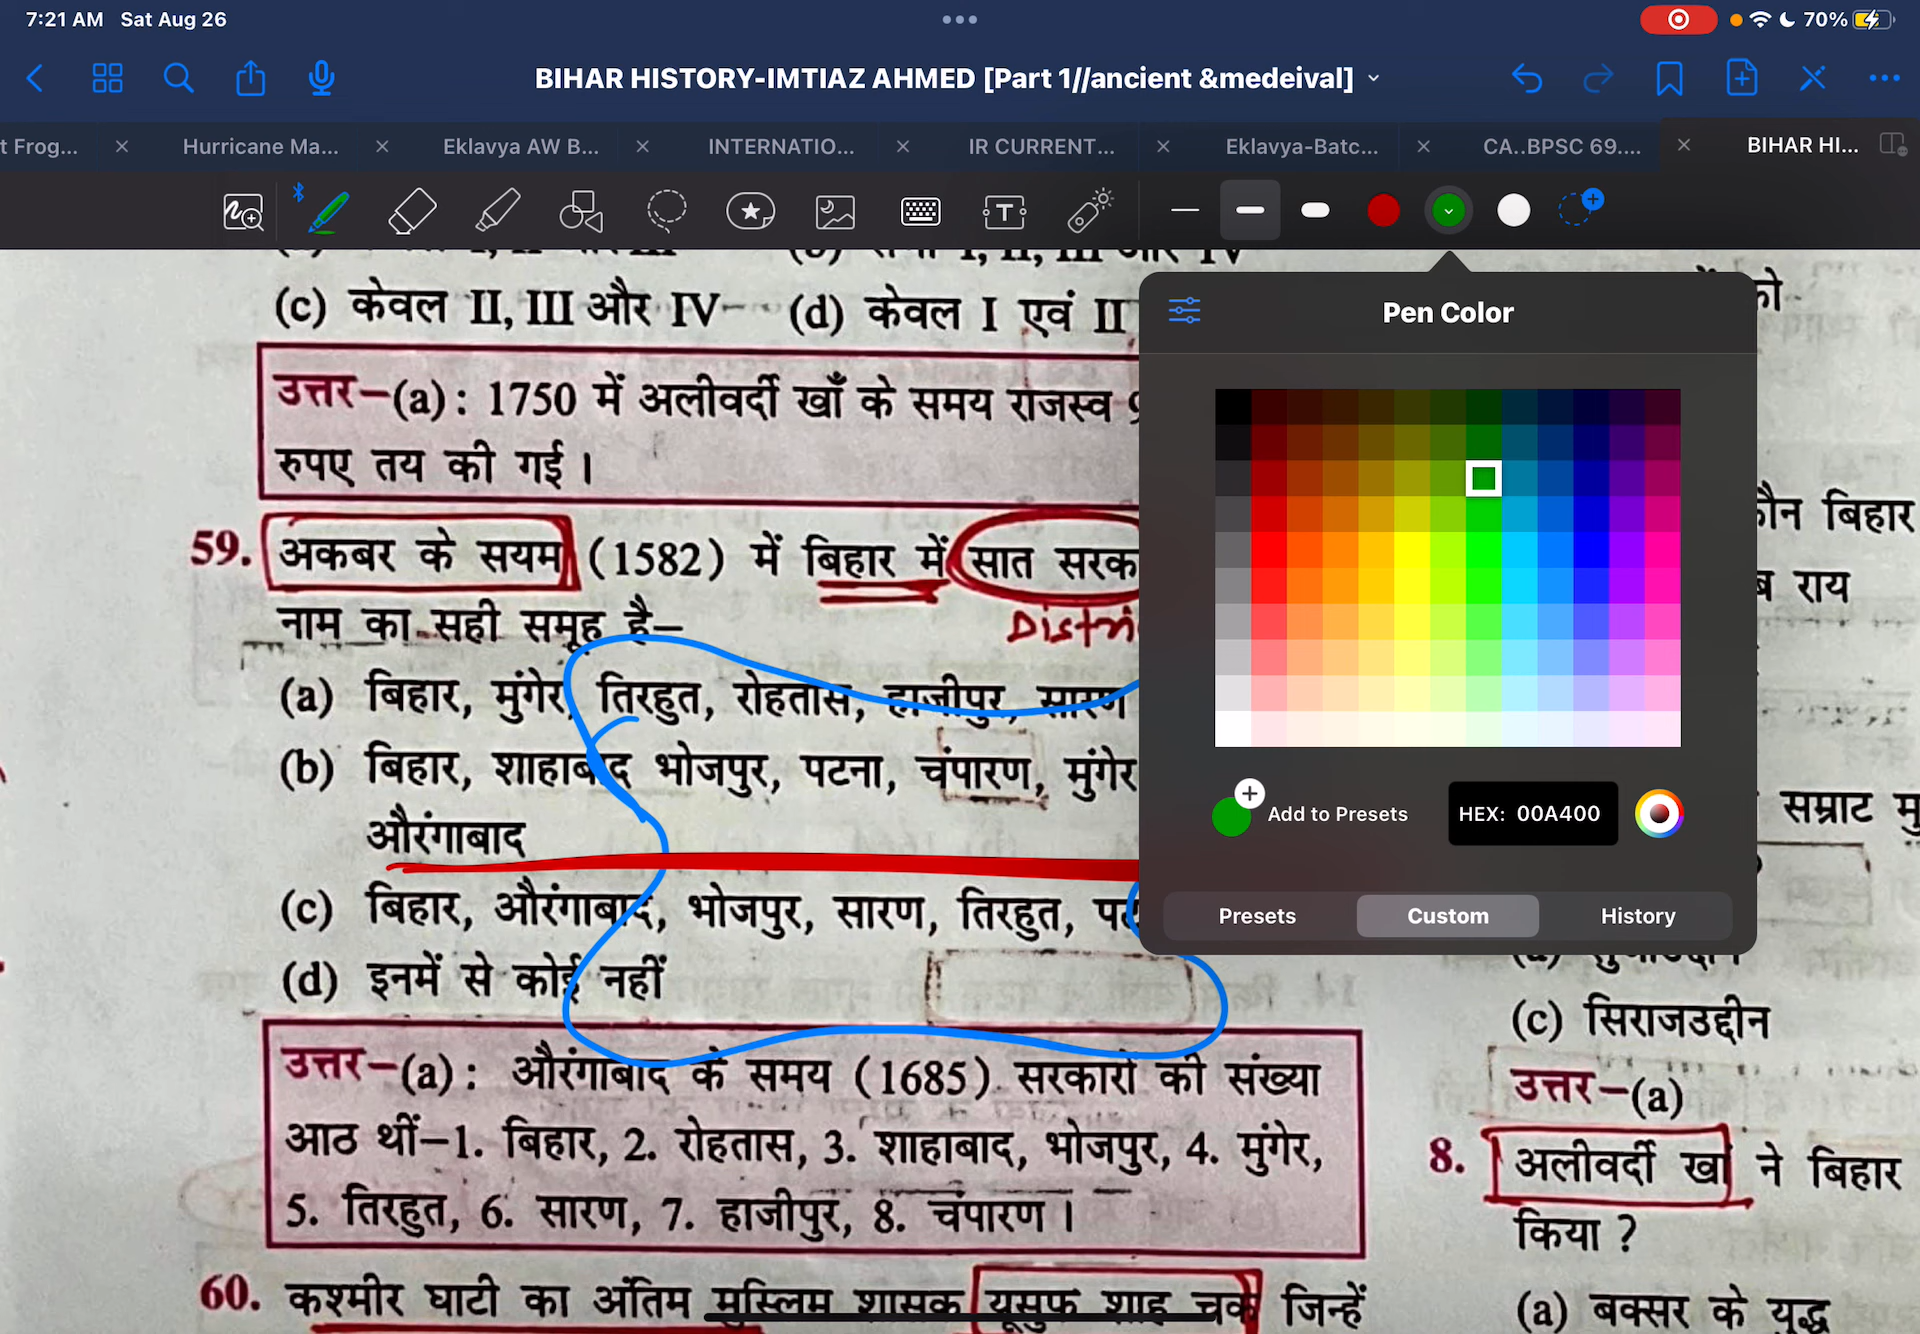 7:21 AM Sat Aug 26
70%
BIHAR HISTORY-IMTIAZ AHMED [Part 1//ancient &medeival]
t Frog...
Hurricane Ma...
Eklavya AW B...
INTERNATIO...
IR CURRENT...
Eklavya-Batc...
CA..BPSC 69....
BIHAR HI...
(c) केवल II, III और IV (d) केवल I एवं II
उत्तर–(a) : 1750 में अलीवर्दी खाँ के समय राजस्व
रुपए तय की गई।
59. अकबर के सयम (1582) में बिहार में सात सरक
Distri
नाम का सही समूह है–
(a) बिहार, मुंगेर, तिरहुत, रोहतास, हाजीपुर, सारण
(b) बिहार, शाहाबाद भोजपुर, पटना, चंपारण, मुंगेर
औरंगाबाद
(c) बिहार, औरंगाबाद, भोजपुर, सारण, तिरहुत,
(d) इनमें से कोई नहीं
उत्तर–(a) : औरंगाबाद के समय (1685) सरकारों की संख्या
आठ थीं–1. बिहार, 2. रोहतास, 3. शाहाबाद, भोजपुर, 4. मुंगेर,
5. तिरहुत, 6. सारण, 7. हाजीपुर, 8. चंपारण।
60. कश्मीर घाटी का अंतिम मुस्लिम शासक यूसुफ शाह चक जिन्हें
Pen Color
Add to Presets
HEX: 00A400
Presets
Custom
History
बिहार
राय
सम्राट मु
(c) सिराजउद्दीन
उत्तर–(a)
8. अलीवर्दी खां ने बिहार
किया ?
(a) बक्सर के युद्ध